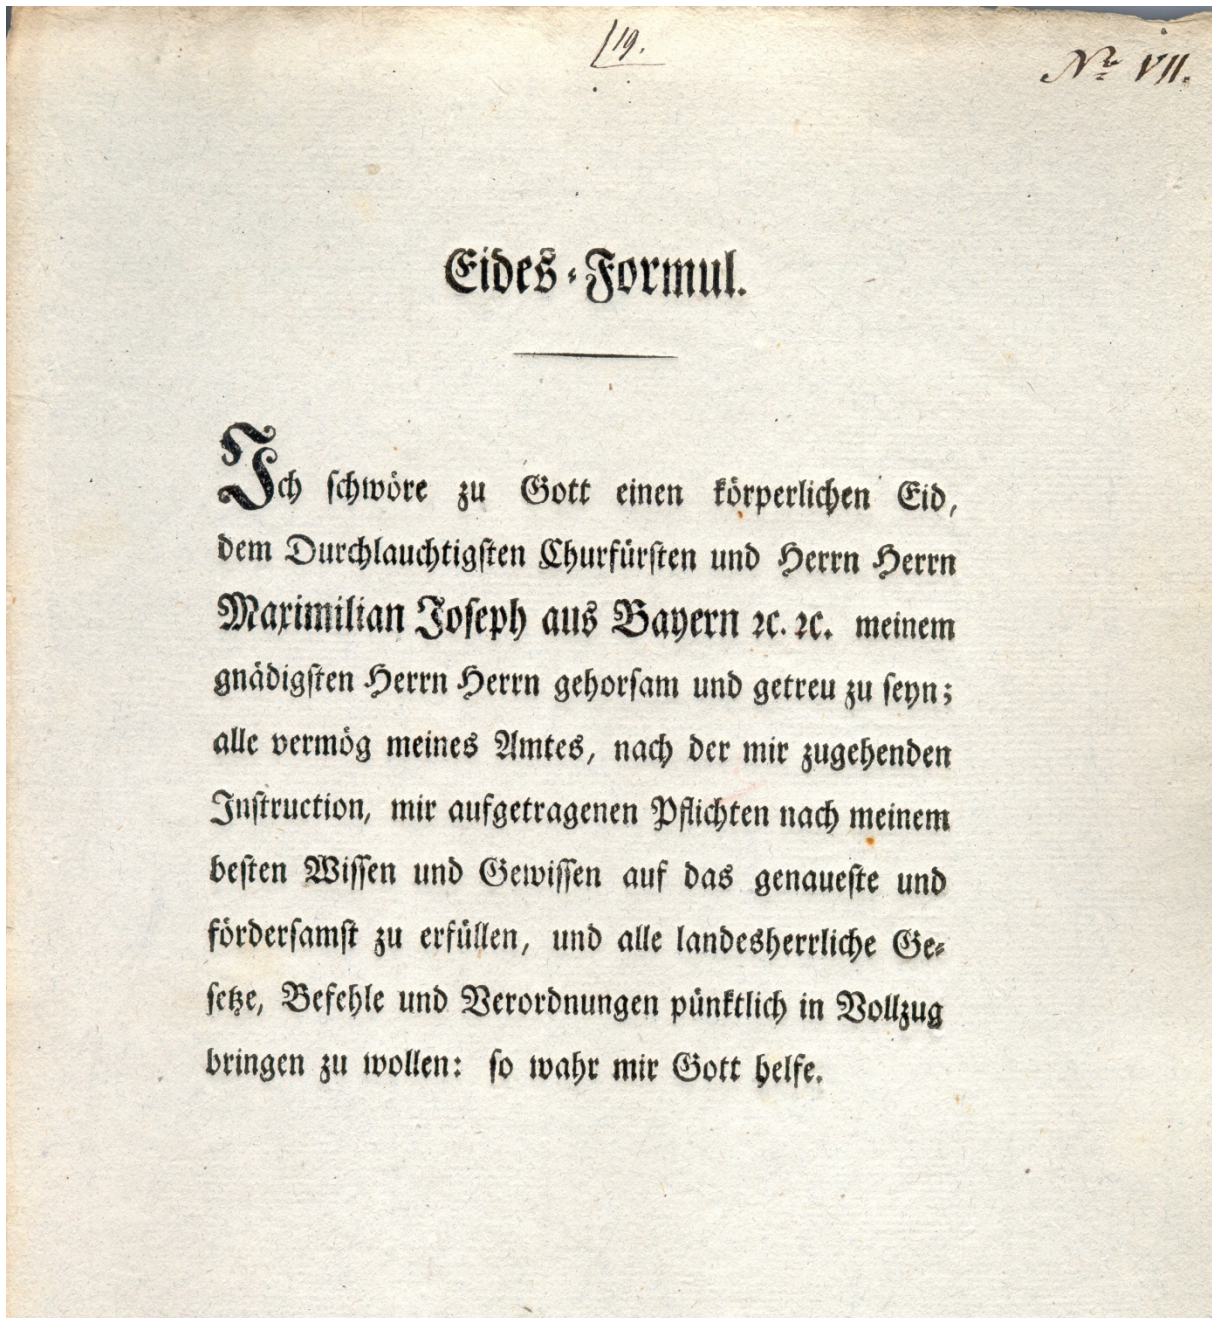 19.
No VII.
Eides-Formul.
Ich schwöre zu Gott einen körperlichen Eid,
dem Durchlauchtigsten Churfürsten und Herrn Herrn
Maximilian Joseph aus Bayern ꝛc. ꝛc. meinem
gnädigsten Herrn Herrn gehorsam und getreu zu seyn;
alle vermög meines Amtes, nach der mir zugehenden
Instruction, mir aufgetragenen Pflichten nach meinem
besten Wissen und Gewissen auf das genaueste und
fördersamst zu erfüllen, und alle landesherrliche Ge-
setze, Befehle und Verordnungen pünktlich in Vollzug
bringen zu wollen: so wahr mir Gott helfe.